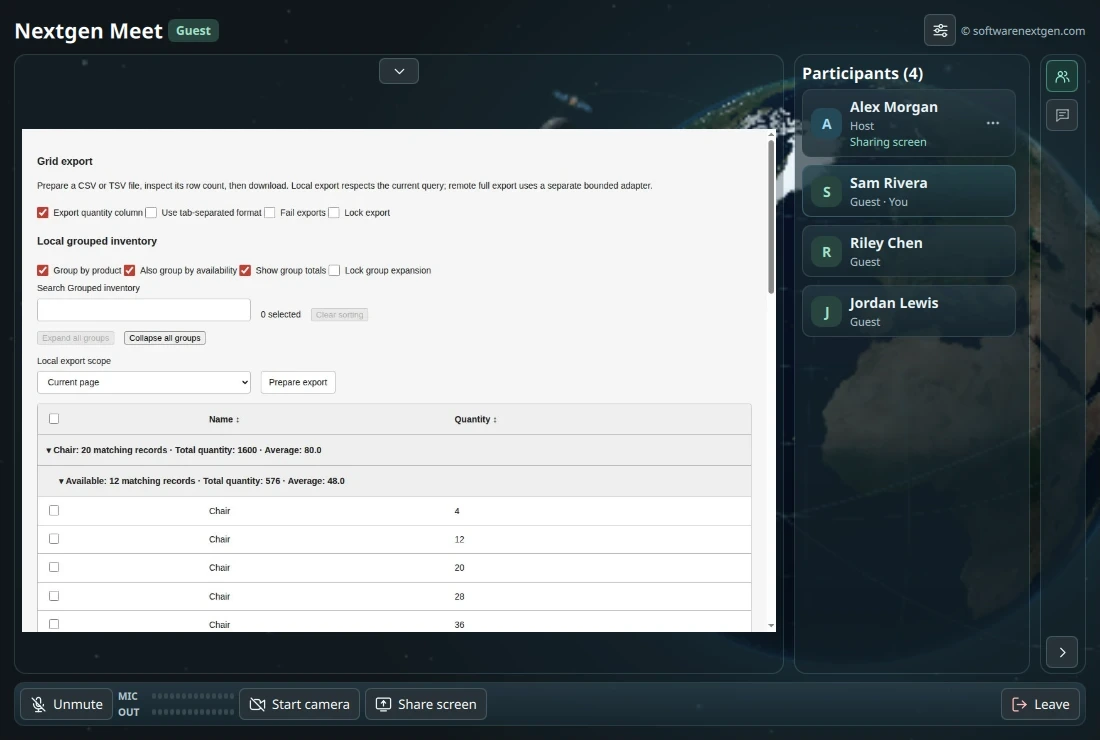 Nextgen Meet Guest
© softwarenextgen.com
Grid export
Prepare a CSV or TSV file, inspect its row count, then download. Local export respects the current query; remote full export uses a separate bounded adapter.
Export quantity column Use tab-separated format Fail exports Lock export
Local grouped inventory
Group by product Also group by availability Show group totals Lock group expansion
Search Grouped inventory
0 selected Clear sorting
Expand all groups Collapse all groups
Local export scope
Current page Prepare export
Name ↕ Quantity ↕
▾ Chair: 20 matching records · Total quantity: 1600 · Average: 80.0
▾ Available: 12 matching records · Total quantity: 576 · Average: 48.0
Chair 4
Chair 12
Chair 20
Chair 28
Chair 36
Participants (4)
A Alex Morgan
Host
Sharing screen
S Sam Rivera
Guest · You
R Riley Chen
Guest
J Jordan Lewis
Guest
Unmute MIC OUT Start camera Share screen Leave